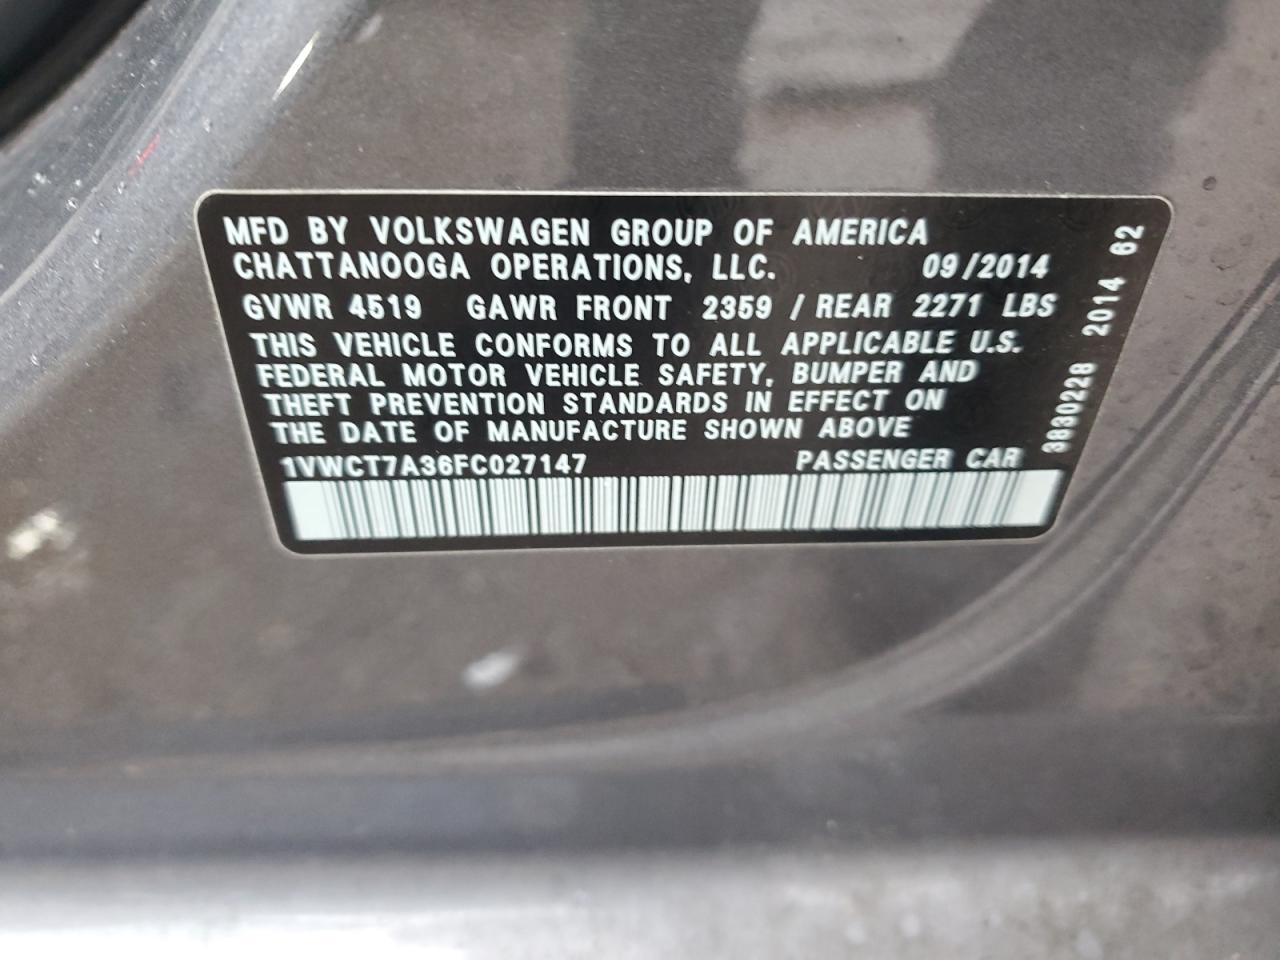 MFD BY VOLKSWAGEN GROUP OF AMERICA
CHATTANOOGA OPERATIONS, LLC. 09/2014
GVWR 4519 GAWR FRONT 2359 / REAR 2271 LBS
THIS VEHICLE CONFORMS TO ALL APPLICABLE U.S.
FEDERAL MOTOR VEHICLE SAFETY, BUMPER AND
THEFT PREVENTION STANDARDS IN EFFECT ON
THE DATE OF MANUFACTURE SHOWN ABOVE
1VWCT7A36FC027147 PASSENGER CAR
3830228 2014 62